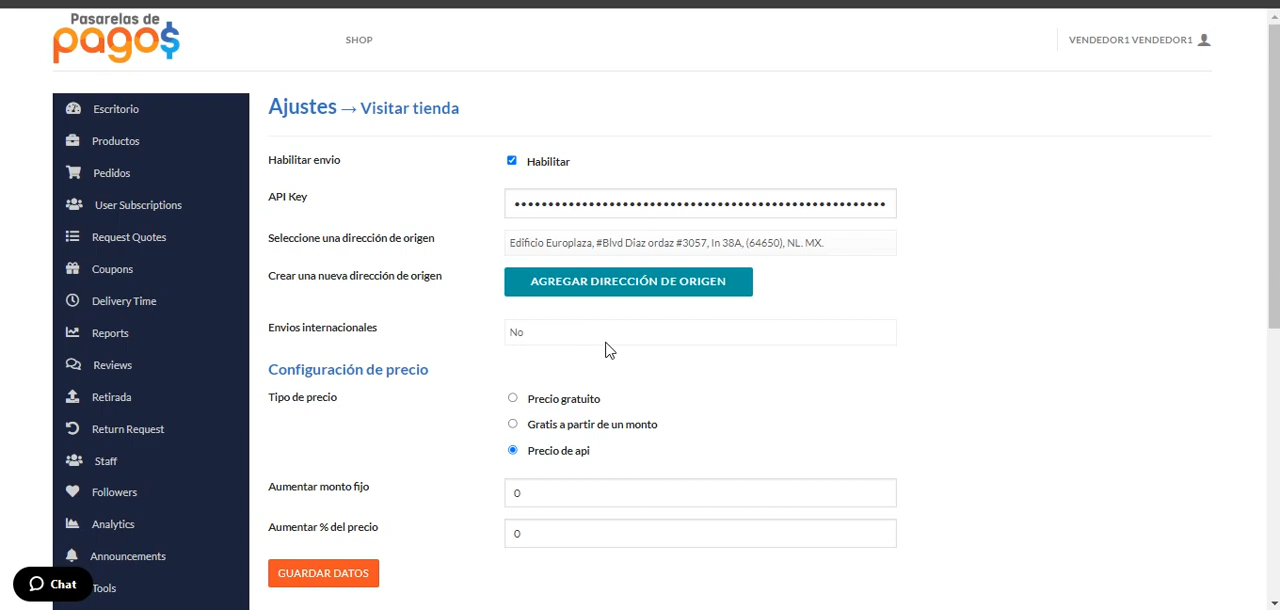 Pasarelas de
pago$
SHOP
VENDEDOR1 VENDEDOR1
Escritorio
Productos
Pedidos
User Subscriptions
Request Quotes
Coupons
Delivery Time
Reports
Reviews
Retirada
Return Request
Staff
Followers
Analytics
Announcements
Tools
Chat
Ajustes → Visitar tienda
Habilitar envio
Habilitar
API Key
••••••••••••••••••••••••••••••••••••••••••••••••••••••
Seleccione una dirección de origen
Edificio Europlaza, #Blvd Diaz ordaz #3057, In 38A, (64650), NL. MX.
Crear una nueva dirección de origen
AGREGAR DIRECCIÓN DE ORIGEN
Envios internacionales
No
Configuración de precio
Tipo de precio
Precio gratuito
Gratis a partir de un monto
Precio de api
Aumentar monto fijo
0
Aumentar % del precio
0
GUARDAR DATOS